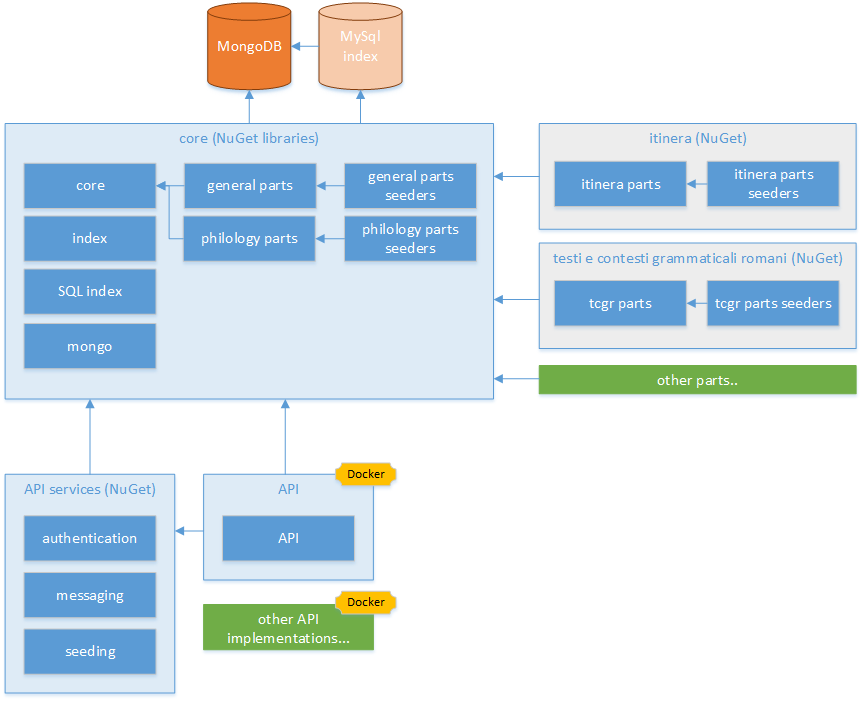 MongoDB
MySql
index
core (NuGet libraries)
core
general parts
general parts
seeders
index
philology parts
philology parts
seeders
SQL index
mongo
itinera (NuGet)
itinera parts
itinera parts
seeders
testi e contesti grammaticali romani (NuGet)
tcgr parts
tcgr parts seeders
other parts..
API services (NuGet)
authentication
messaging
seeding
Docker
API
API
Docker
other API
implementations...